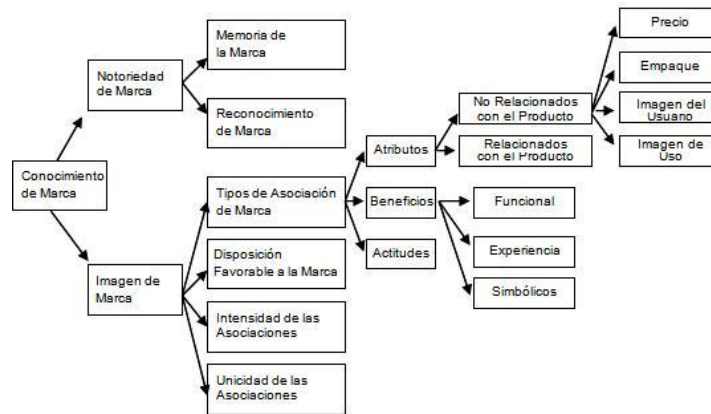 Precio
Memoria de
la Marca
Notoriedad
de Marca
Empaque
No Relacionados
con el Producto
Imagen del
Usuario
Reconocimiento
de Marca
Atributos
Relacionados
con el Producto
Imagen de
Uso
Conocimiento
de Marca
Tipos de Asociación
de Marca
Beneficios
Funcional
Disposición
Favorable a la Marca
Actitudes
Experiencia
Imagen de
Marca
Simbólicos
Intensidad de las
Asociaciones
Unicidad de las
Asociaciones